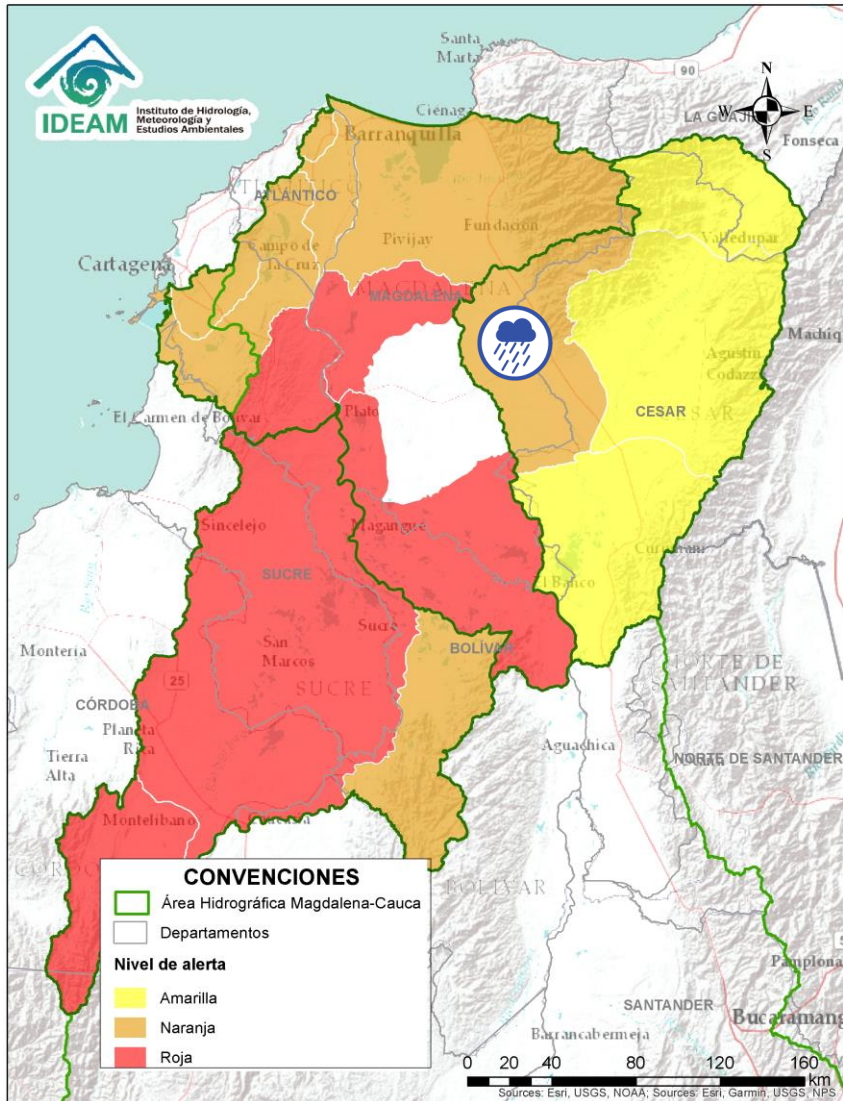 IDEAM
Instituto de Hidrología,
Meteorología y
Estudios Ambientales
Santa
Marta
90
N
W
E
S
LA GUAJIRA
Ciénaga
Fonseca
Barranquilla
ATLÁNTICO
Fundación
Valledupar
Pivijay
Campo de
la Cruz
Cartagena
MAGDALENA
Agustín
Codazzi
El Carmen de Bolívar
Plato
CESAR
Sincelejo
Magangué
Curumaní
SUCRE
El Banco
Sucre
San
Marcos
BOLÍVAR
Montería
25
SUCRE
NORTE DE
SANTANDER
CÓRDOBA
Planeta
Rica
Aguachica
Tierra
Alta
NORTE DE SANTANDER
Montelíbano
BOLÍVAR
CONVENCIONES
Área Hidrográfica Magdalena-Cauca
Departamentos
Nivel de alerta
Amarilla
Naranja
Roja
Pamplona
SANTANDER
Barrancabermeja
0 20 40 80 120 160
km
Sources: Esri, USGS, NOAA; Sources: Esri, Garmin, USGS, NPS